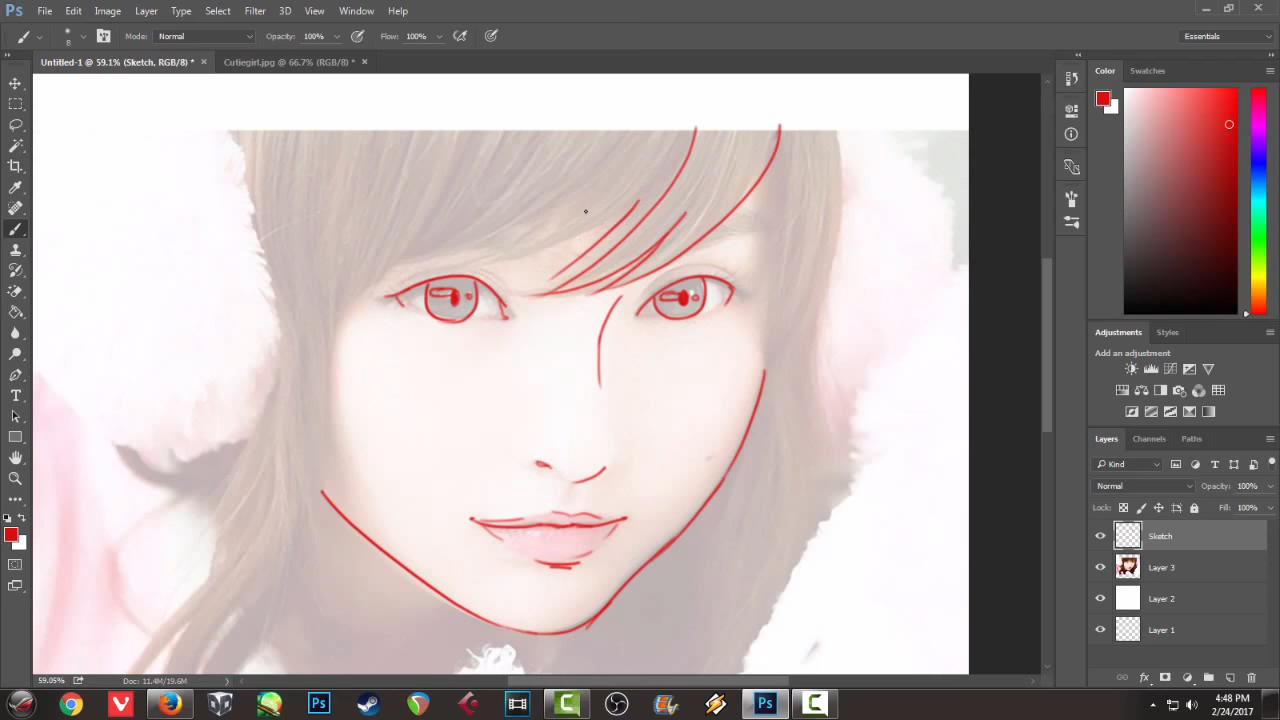 Ps File Edit Image Layer Type Select Filter 3D View Window Help
8 Mode: Normal Opacity: 100% Flow: 100% Essentials
Untitled-1 @ 59.1% (Sketch, RGB/8) * × Cutiegirl.jpg @ 66.7% (RGB/8) * ×
Color Swatches
Adjustments Styles
Add an adjustment
Layers Channels Paths
Kind
Normal Opacity: 100%
Lock: Fill: 100%
Sketch
Layer 3
Layer 2
Layer 1
59.05% Doc: 11.4M/19.6M
4:48 PM
2/24/2017